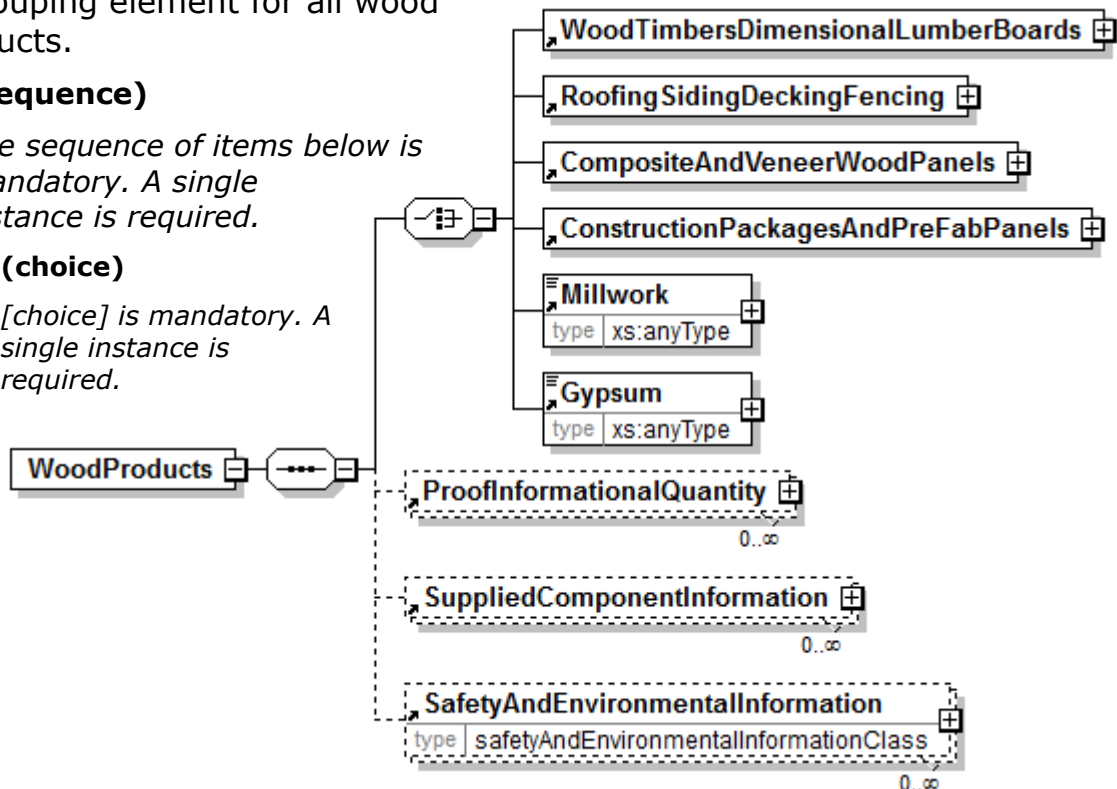 ouping element for all wood
ucts.
equence)
e sequence of items below is
andatory. A single
stance is required.
(choice)
[choice] is mandatory. A
single instance is
required.
WoodTimbersDimensionalLumberBoards
RoofingSidingDeckingFencing
CompositeAndVeneerWoodPanels
ConstructionPackagesAndPreFabPanels
Millwork
type xs:anyType
Gypsum
type xs:anyType
WoodProducts
ProofInformationalQuantity
0..∞
SuppliedComponentInformation
0..∞
SafetyAndEnvironmentalInformation
type safetyAndEnvironmentalInformationClass
0..∞